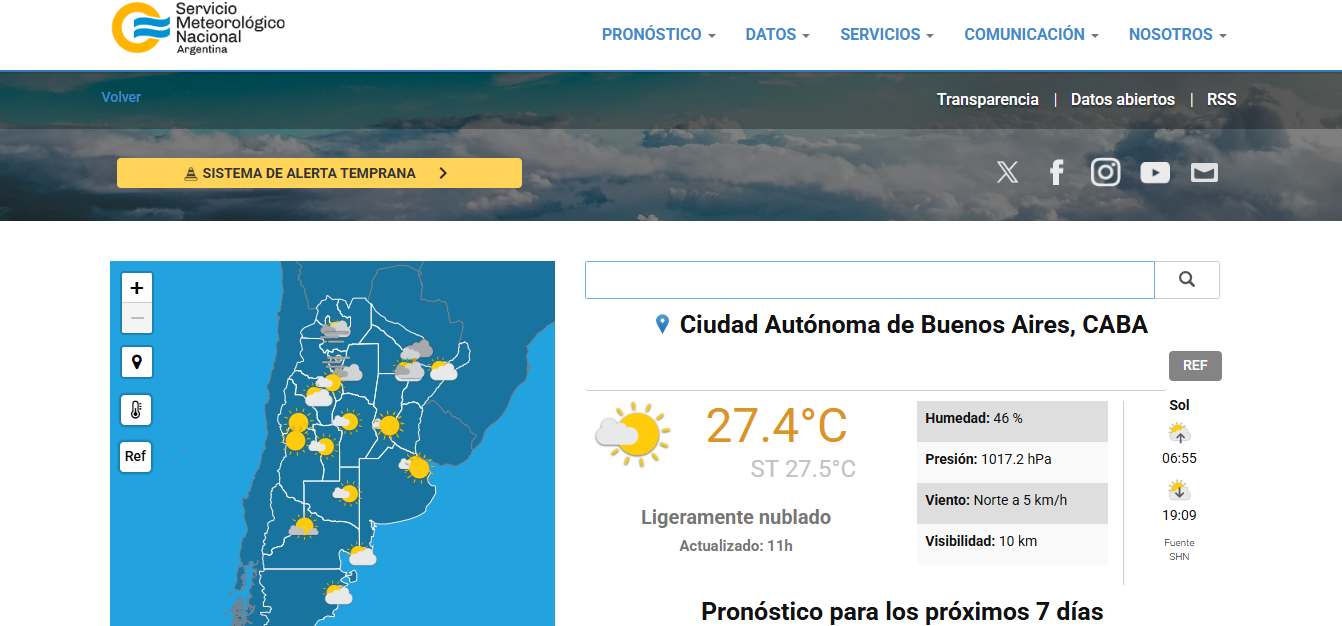 Servicio
Meteorológico
Nacional
Argentina
PRONÓSTICO
DATOS
SERVICIOS
COMUNICACIÓN
NOSOTROS
Volver
Transparencia | Datos abiertos | RSS
SISTEMA DE ALERTA TEMPRANA
+
−
Ref
Ciudad Autónoma de Buenos Aires, CABA
REF
27.4°C
ST 27.5°C
Ligeramente nublado
Actualizado: 11h
Humedad: 46 %
Presión: 1017.2 hPa
Viento: Norte a 5 km/h
Visibilidad: 10 km
Sol
06:55
19:09
Fuente
SHN
Pronóstico para los próximos 7 días